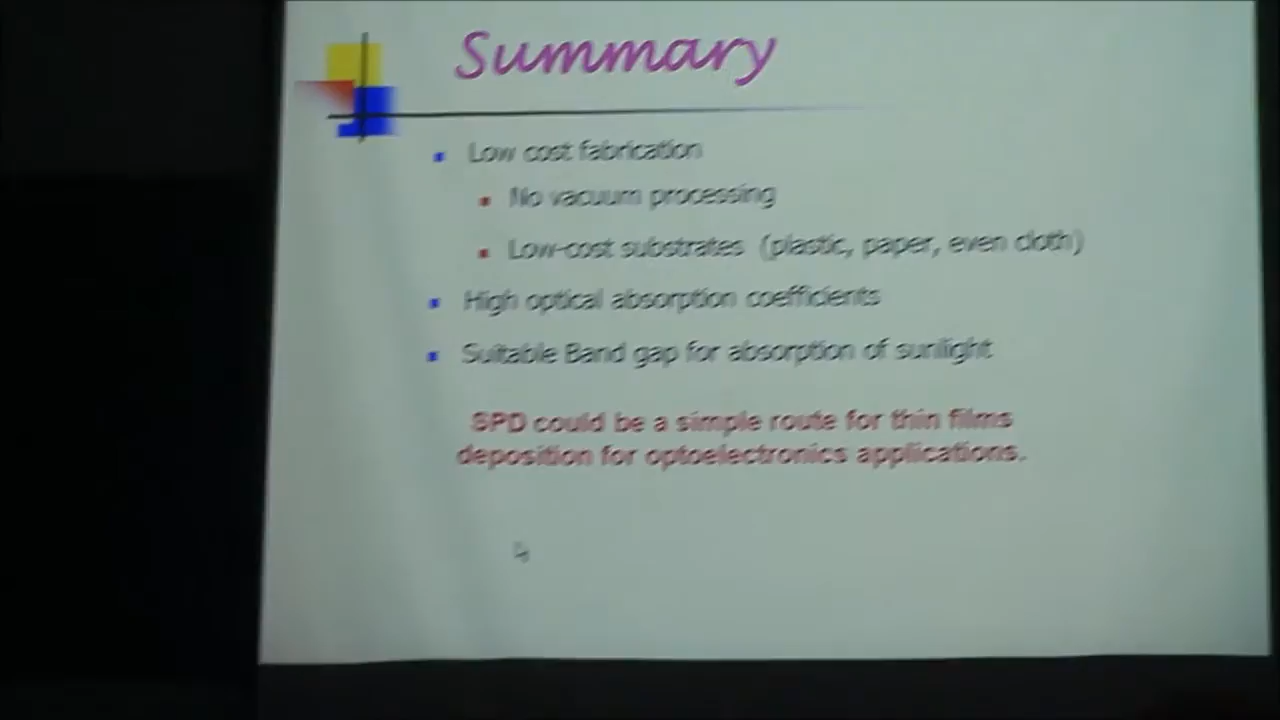 Summary
Low cost fabrication
No vacuum processing
Low-cost substrates (plastic, paper, even cloth)
High optical absorption coefficients
Suitable Band gap for absorption of sunlight
SPD could be a simple route for thin films
deposition for optoelectronics applications.